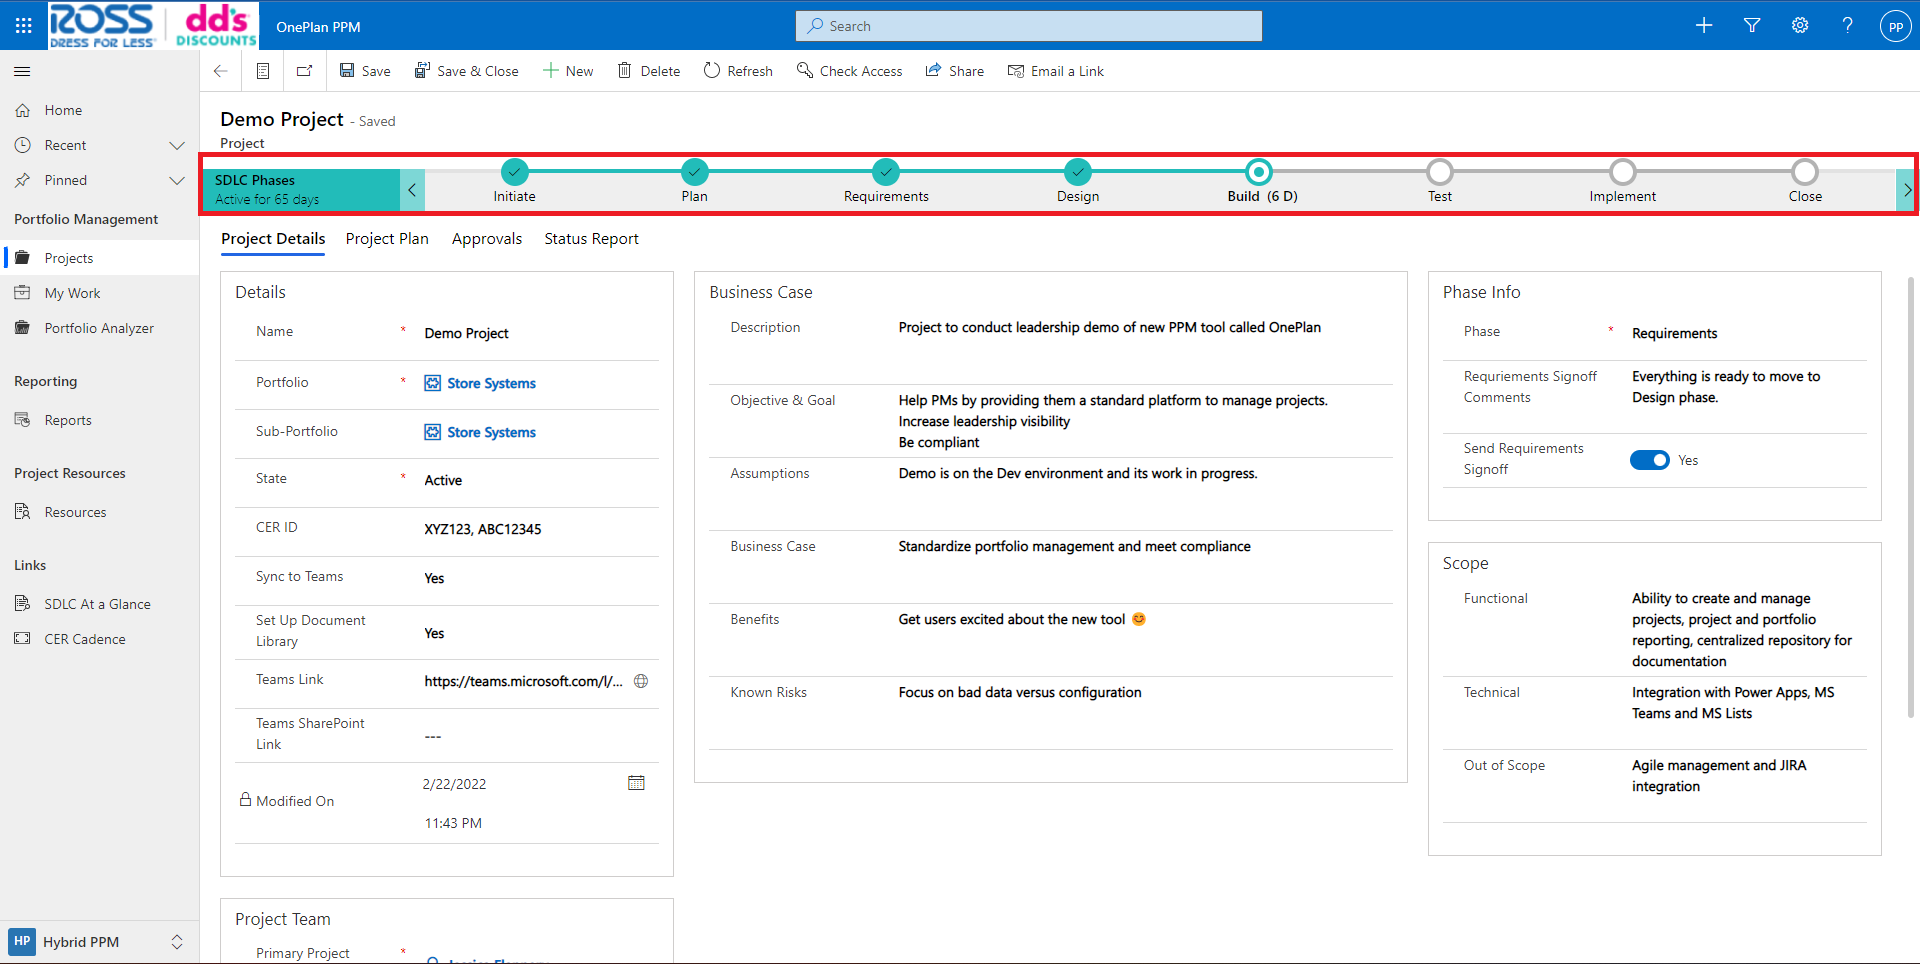 ROSS
DRESS FOR LESS
dd's
DISCOUNTS
OnePlan PPM
Search
PP
Save
Save & Close
New
Delete
Refresh
Check Access
Share
Email a Link
Home
Recent
Pinned
Portfolio Management
Projects
My Work
Portfolio Analyzer
Reporting
Reports
Project Resources
Resources
Links
SDLC At a Glance
CER Cadence
HP
Hybrid PPM
Demo Project - Saved
Project
SDLC Phases
Active for 65 days
Initiate
Plan
Requirements
Design
Build (6 D)
Test
Implement
Close
Project Details
Project Plan
Approvals
Status Report
Details
Name * Demo Project
Portfolio * Store Systems
Sub-Portfolio Store Systems
State * Active
CER ID XYZ123, ABC12345
Sync to Teams Yes
Set Up Document
Library
Yes
Teams Link https://teams.microsoft.com/l/...
Teams SharePoint
Link
---
Modified On
2/22/2022
11:43 PM
Project Team
Primary Project *
Business Case
Description Project to conduct leadership demo of new PPM tool called OnePlan
Objective & Goal Help PMs by providing them a standard platform to manage projects.
Increase leadership visibility
Be compliant
Assumptions Demo is on the Dev environment and its work in progress.
Business Case Standardize portfolio management and meet compliance
Benefits Get users excited about the new tool 😊
Known Risks Focus on bad data versus configuration
Phase Info
Phase * Requirements
Requriements Signoff
Comments
Everything is ready to move to
Design phase.
Send Requirements
Signoff
Yes
Scope
Functional
Ability to create and manage
projects, project and portfolio
reporting, centralized repository for
documentation
Technical
Integration with Power Apps, MS
Teams and MS Lists
Out of Scope
Agile management and JIRA
integration